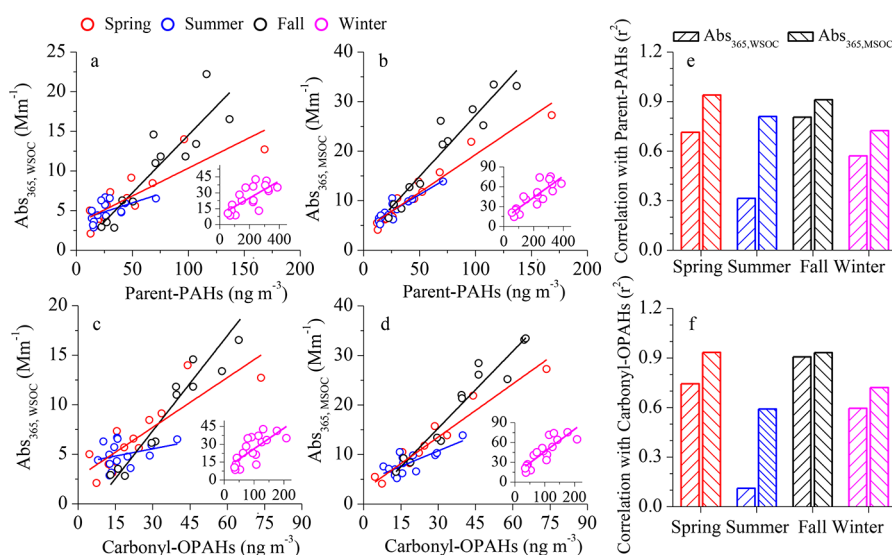 Spring Summer Fall Winter
a
Abs365,WSOC (Mm-1)
25
20
15
10
5
0
0 50 100 150 200
Parent-PAHs (ng m-3)
45
30
15
0
0 100 200 300 400
b
Abs365, MSOC (Mm-1)
40
30
20
10
0
0 50 100 150 200
Parent-PAHs (ng m-3)
90
60
30
0
0 100 200 300 400
e
Abs365,WSOC Abs365,MSOC
Correlation with Parent-PAHs (r2)
1.2
0.9
0.6
0.3
0.0
Spring Summer Fall Winter
c
Abs365, WSOC (Mm-1)
20
15
10
5
0
0 15 30 45 60 75 90
Carbonyl-OPAHs (ng m-3)
45
30
15
0
0 100 200
d
Abs365, MSOC (Mm-1)
40
30
20
10
0
0 15 30 45 60 75 90
Carbonyl-OPAHs (ng m-3)
90
60
30
0
0 50 100 150 200
f
Correlation with Carbonyl-OPAHs (r2)
1.2
0.9
0.6
0.3
0.0
Spring Summer Fall Winter